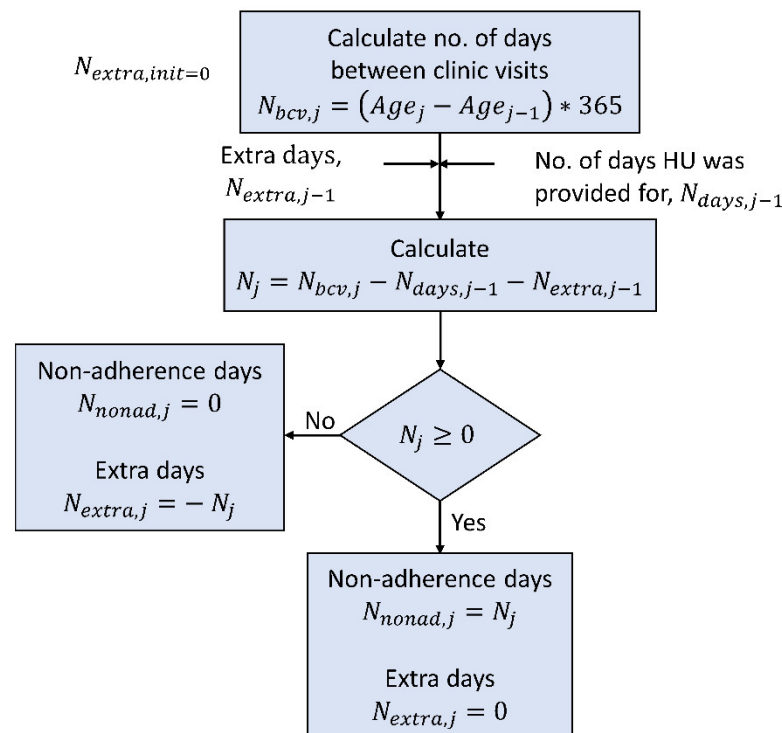 Calculate no. of days
between clinic visits
N_{bcv,j} = (Age_j − Age_{j−1}) * 365
N_{extra,init=0}
Extra days,
N_{extra,j−1}
No. of days HU was
provided for, N_{days,j−1}
Calculate
N_j = N_{bcv,j} − N_{days,j−1} − N_{extra,j−1}
Non-adherence days
N_{nonad,j} = 0
Extra days
N_{extra,j} = − N_j
No
N_j ≥ 0
Yes
Non-adherence days
N_{nonad,j} = N_j
Extra days
N_{extra,j} = 0